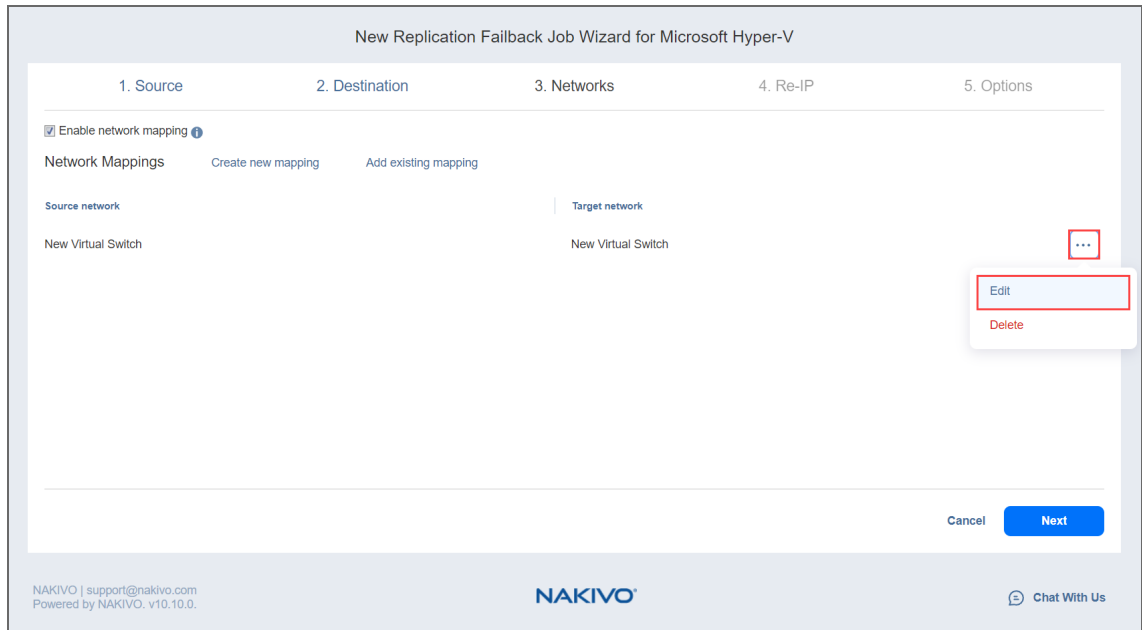 New Replication Failback Job Wizard for Microsoft Hyper-V
1. Source 2. Destination 3. Networks 4. Re-IP 5. Options
Enable network mapping
Network Mappings Create new mapping Add existing mapping
Source network Target network
New Virtual Switch New Virtual Switch
...
Edit
Delete
Cancel Next
NAKIVO | support@nakivo.com
Powered by NAKIVO. v10.10.0.
NAKIVO®
Chat With Us